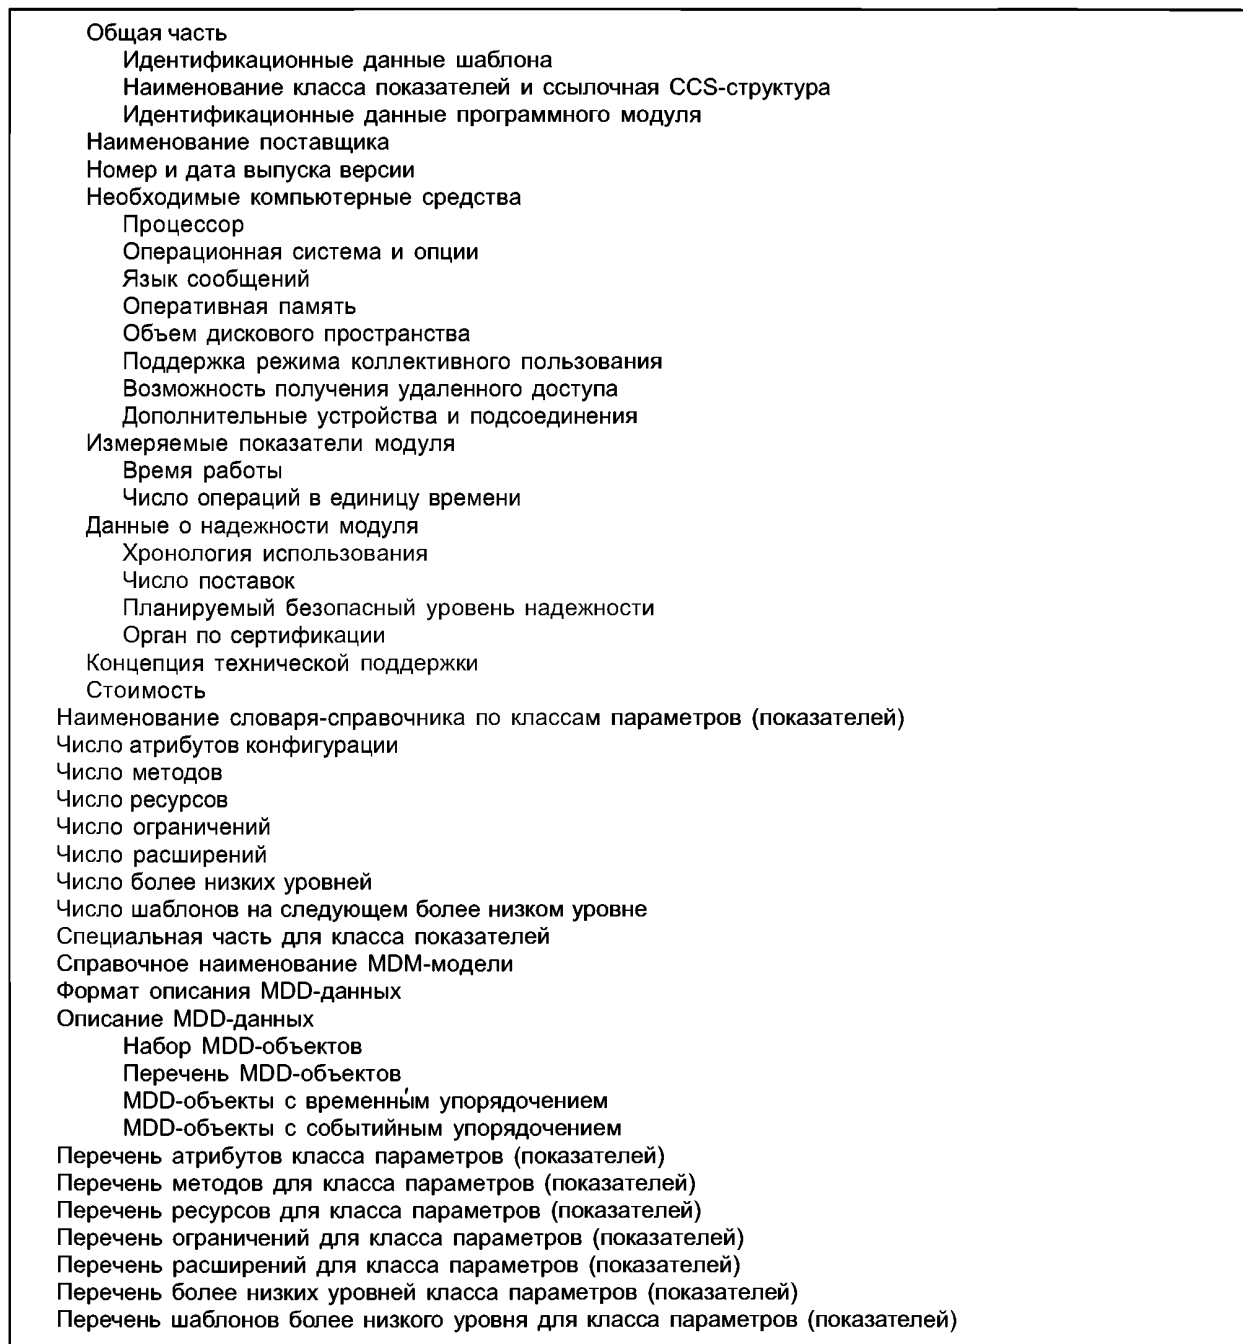 Общая часть
Идентификационные данные шаблона
Наименование класса показателей и ссылочная CCS-структура
Идентификационные данные программного модуля
Наименование поставщика
Номер и дата выпуска версии
Необходимые компьютерные средства
Процессор
Операционная система и опции
Язык сообщений
Оперативная память
Объем дискового пространства
Поддержка режима коллективного пользования
Возможность получения удаленного доступа
Дополнительные устройства и подсоединения
Измеряемые показатели модуля
Время работы
Число операций в единицу времени
Данные о надежности модуля
Хронология использования
Число поставок
Планируемый безопасный уровень надежности
Орган по сертификации
Концепция технической поддержки
Стоимость
Наименование словаря-справочника по классам параметров (показателей)
Число атрибутов конфигурации
Число методов
Число ресурсов
Число ограничений
Число расширений
Число более низких уровней
Число шаблонов на следующем более низком уровне
Специальная часть для класса показателей
Справочное наименование MDM-модели
Формат описания MDD-данных
Описание MDD-данных
Набор MDD-объектов
Перечень MDD-объектов
MDD-объекты с временны́м упорядочением
MDD-объекты с событийным упорядочением
Перечень атрибутов класса параметров (показателей)
Перечень методов для класса параметров (показателей)
Перечень ресурсов для класса параметров (показателей)
Перечень ограничений для класса параметров (показателей)
Перечень расширений для класса параметров (показателей)
Перечень более низких уровней класса параметров (показателей)
Перечень шаблонов более низкого уровня для класса параметров (показателей)